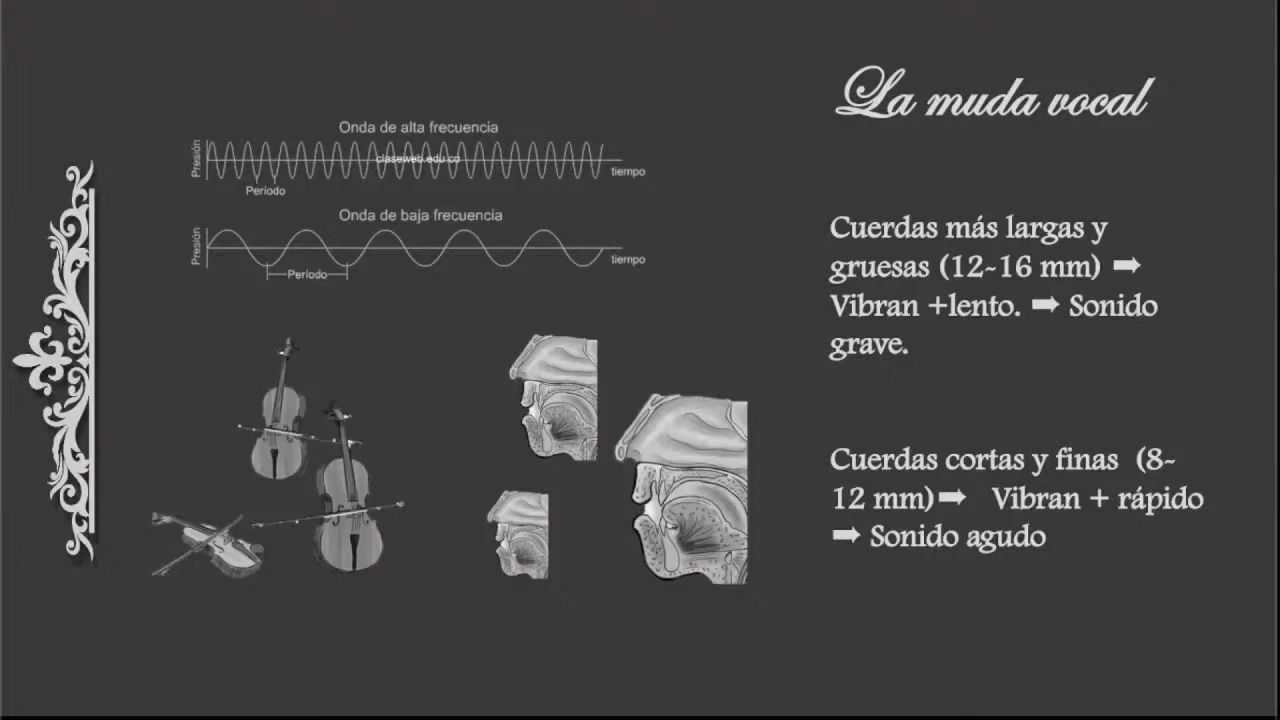 La muda vocal
Onda de alta frecuencia
Presión
claseweb.edu.co
tiempo
Período
Onda de baja frecuencia
Presión
tiempo
Período
Cuerdas más largas y
gruesas (12-16 mm) ➡
Vibran +lento. ➡ Sonido
grave.
Cuerdas cortas y finas (8-
12 mm)➡ Vibran + rápido
➡ Sonido agudo